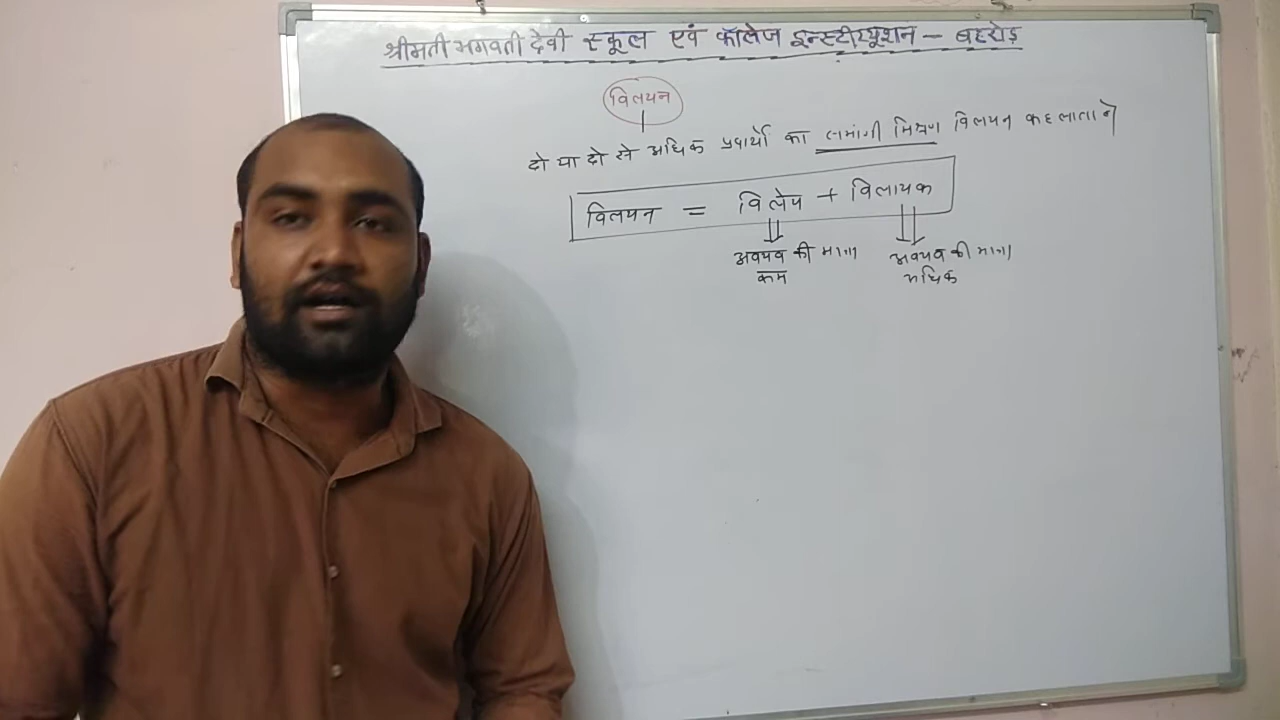 श्रीमती भगवती देवी स्कूल एवं कॉलेज इन्स्टीट्यूशन - बहरोड़
विलयन
दो या दो से अधिक पदार्थो का समांगी मिश्रण विलयन कहलाता है
विलयन = विलेय + विलायक
अवयव की मात्रा कम
अवयव की मात्रा अधिक